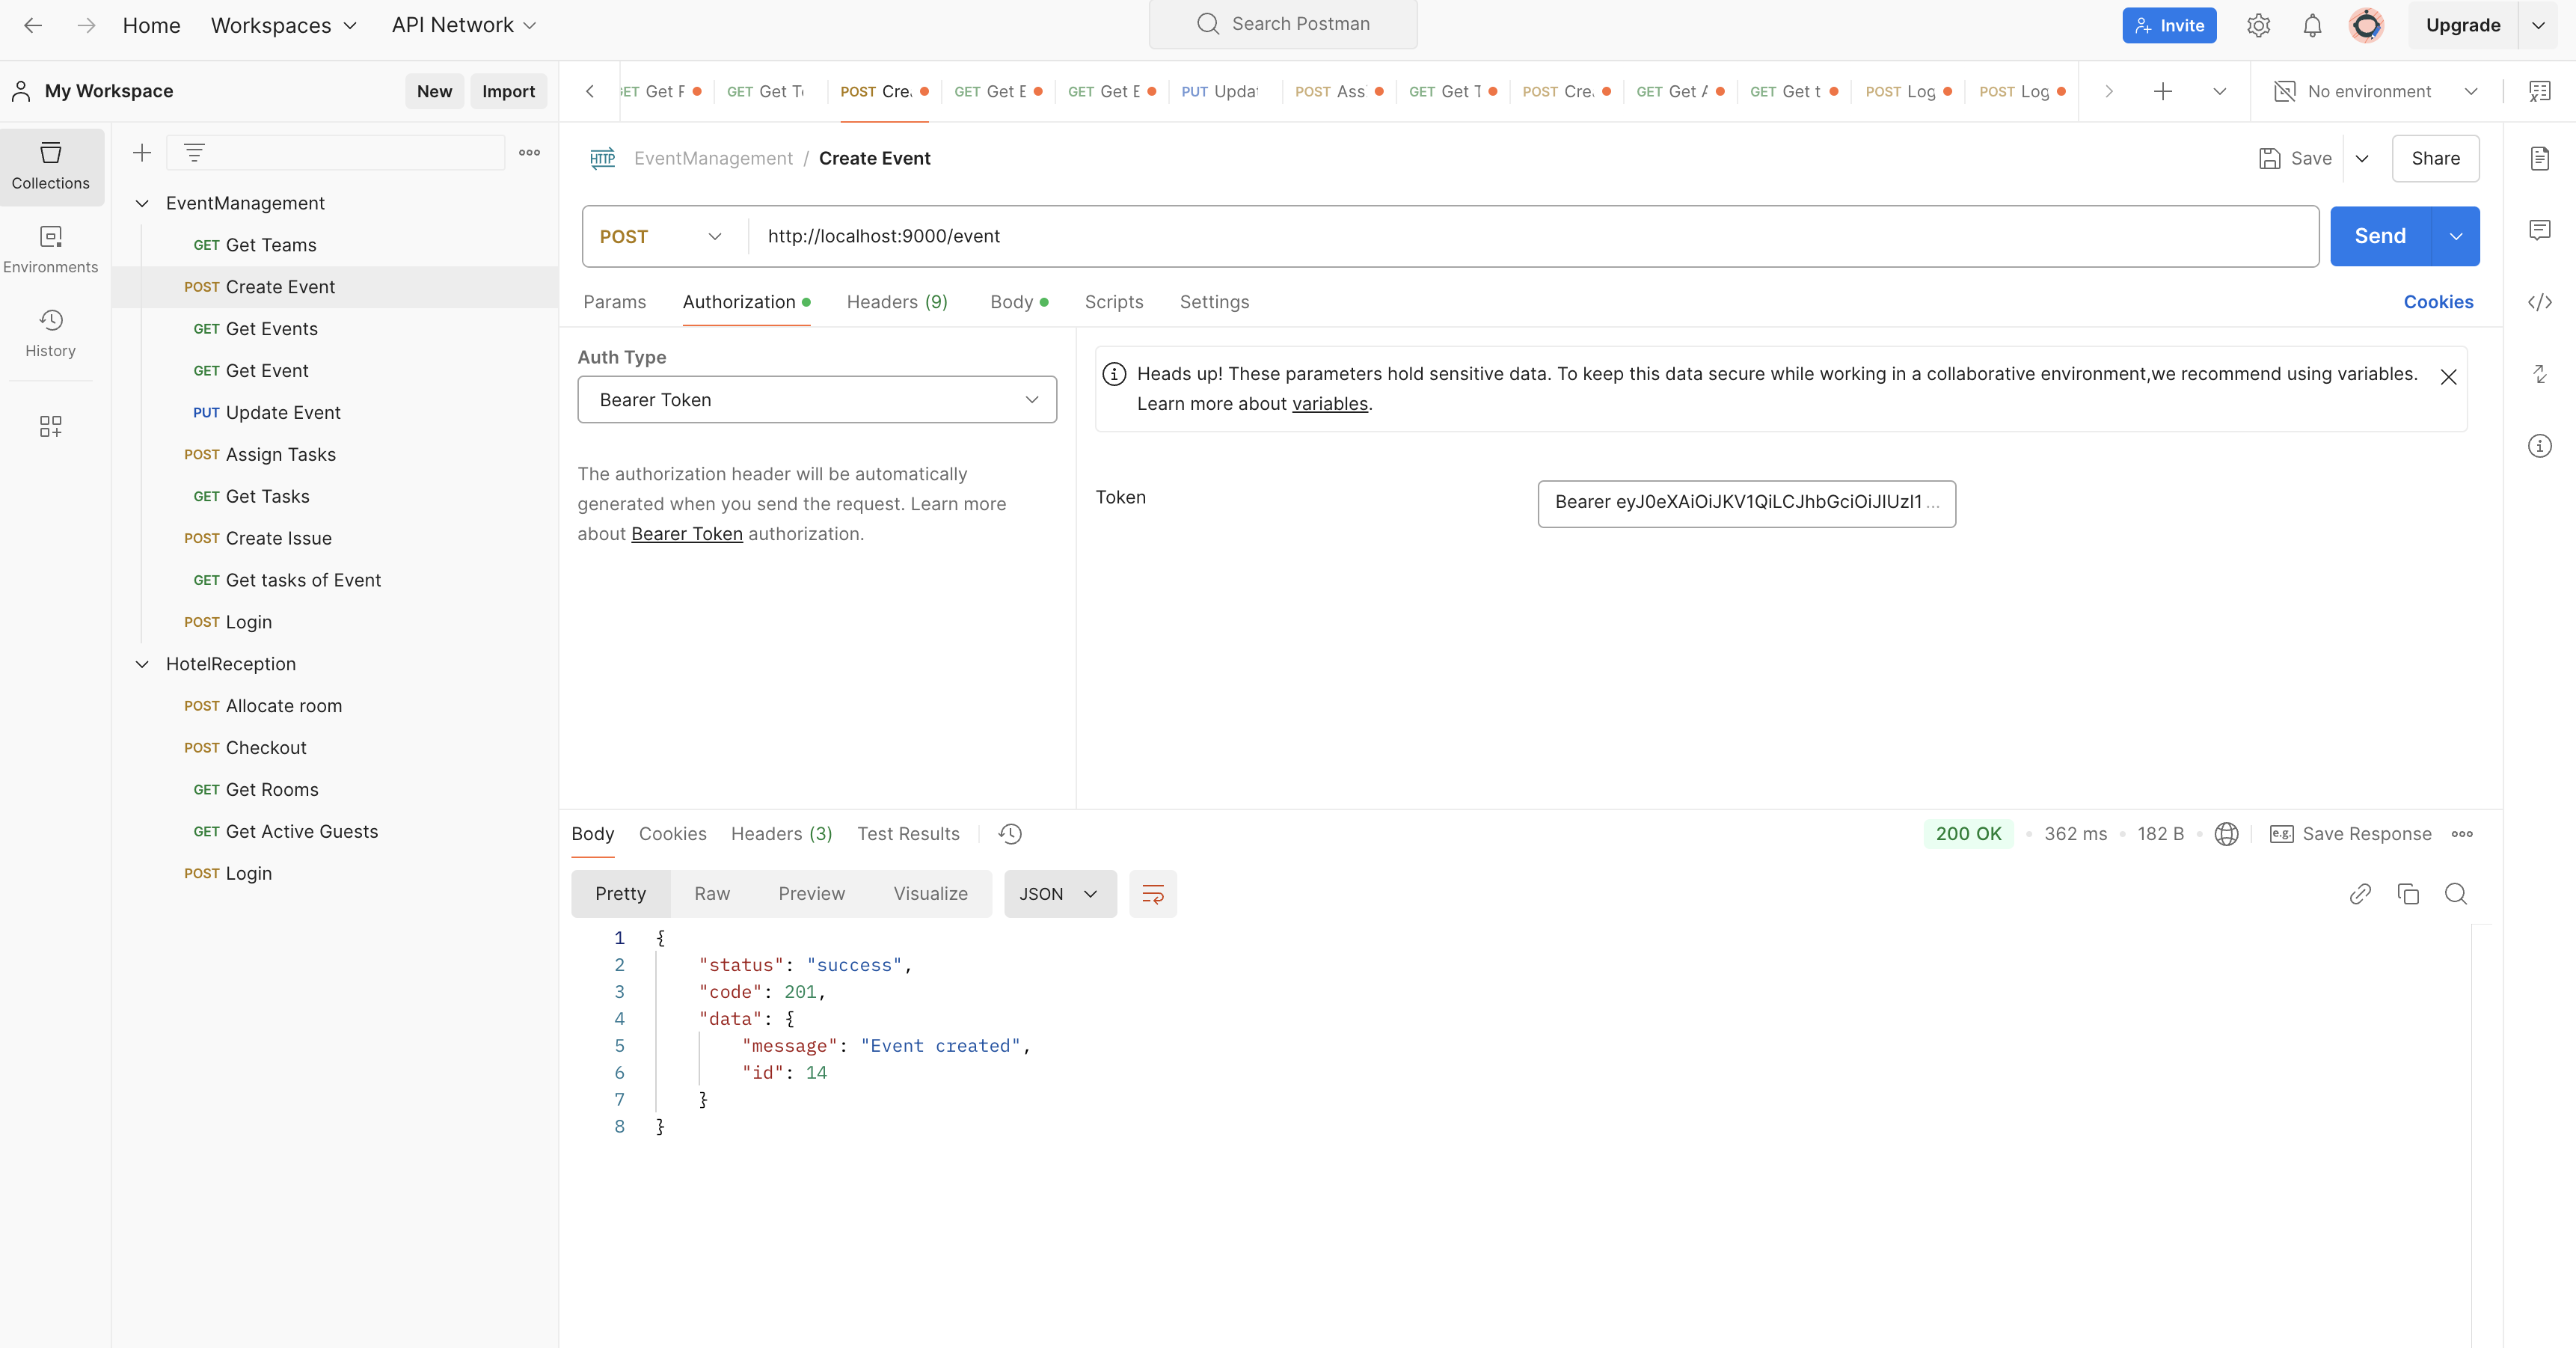 Home Workspaces API Network Search Postman Invite Upgrade
My Workspace New Import
GET Get F GET Get Te POST Cre GET Get E GET Get E PUT Updat POST Ass GET Get T POST Cre GET Get A GET Get t POST Log POST Log No environment
Collections
Environments
History
EventManagement
GET Get Teams
POST Create Event
GET Get Events
GET Get Event
PUT Update Event
POST Assign Tasks
GET Get Tasks
POST Create Issue
GET Get tasks of Event
POST Login
HotelReception
POST Allocate room
POST Checkout
GET Get Rooms
GET Get Active Guests
POST Login
HTTP EventManagement / Create Event Save Share
POST http://localhost:9000/event Send
Params Authorization Headers (9) Body Scripts Settings Cookies
Auth Type
Bearer Token
The authorization header will be automatically
generated when you send the request. Learn more
about Bearer Token authorization.
Heads up! These parameters hold sensitive data. To keep this data secure while working in a collaborative environment,we recommend using variables.
Learn more about variables.
Token Bearer eyJ0eXAiOiJKV1QiLCJhbGciOiJIUzI1 ...
Body Cookies Headers (3) Test Results 200 OK 362 ms 182 B e.g. Save Response
Pretty Raw Preview Visualize JSON
1 {
2 "status": "success",
3 "code": 201,
4 "data": {
5 "message": "Event created",
6 "id": 14
7 }
8 }